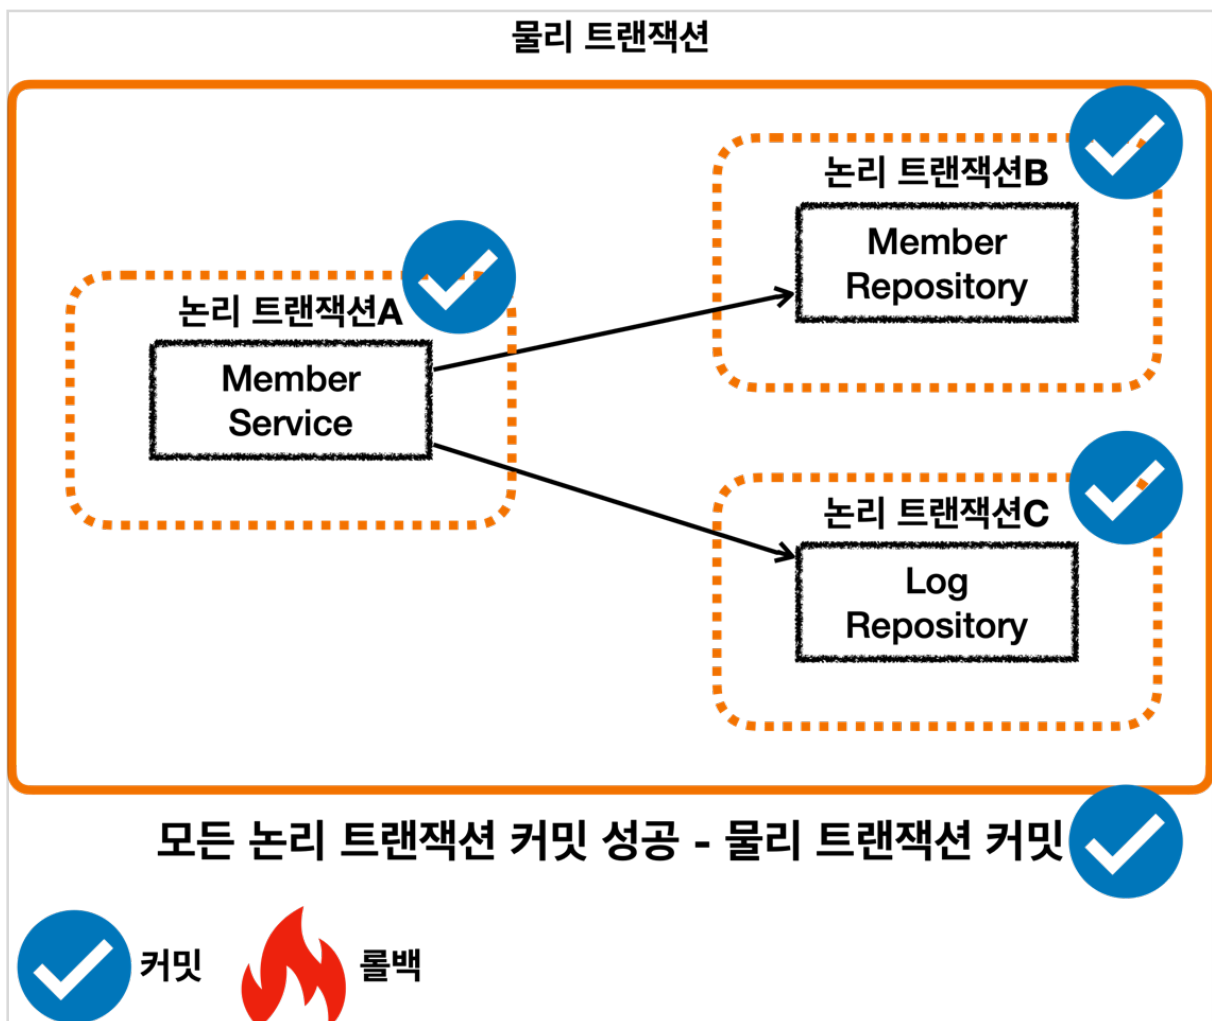 물리 트랜잭션
논리 트랜잭션B
Member
Repository
논리 트랜잭션A
Member
Service
논리 트랜잭션C
Log
Repository
모든 논리 트랜잭션 커밋 성공 - 물리 트랜잭션 커밋
커밋
롤백